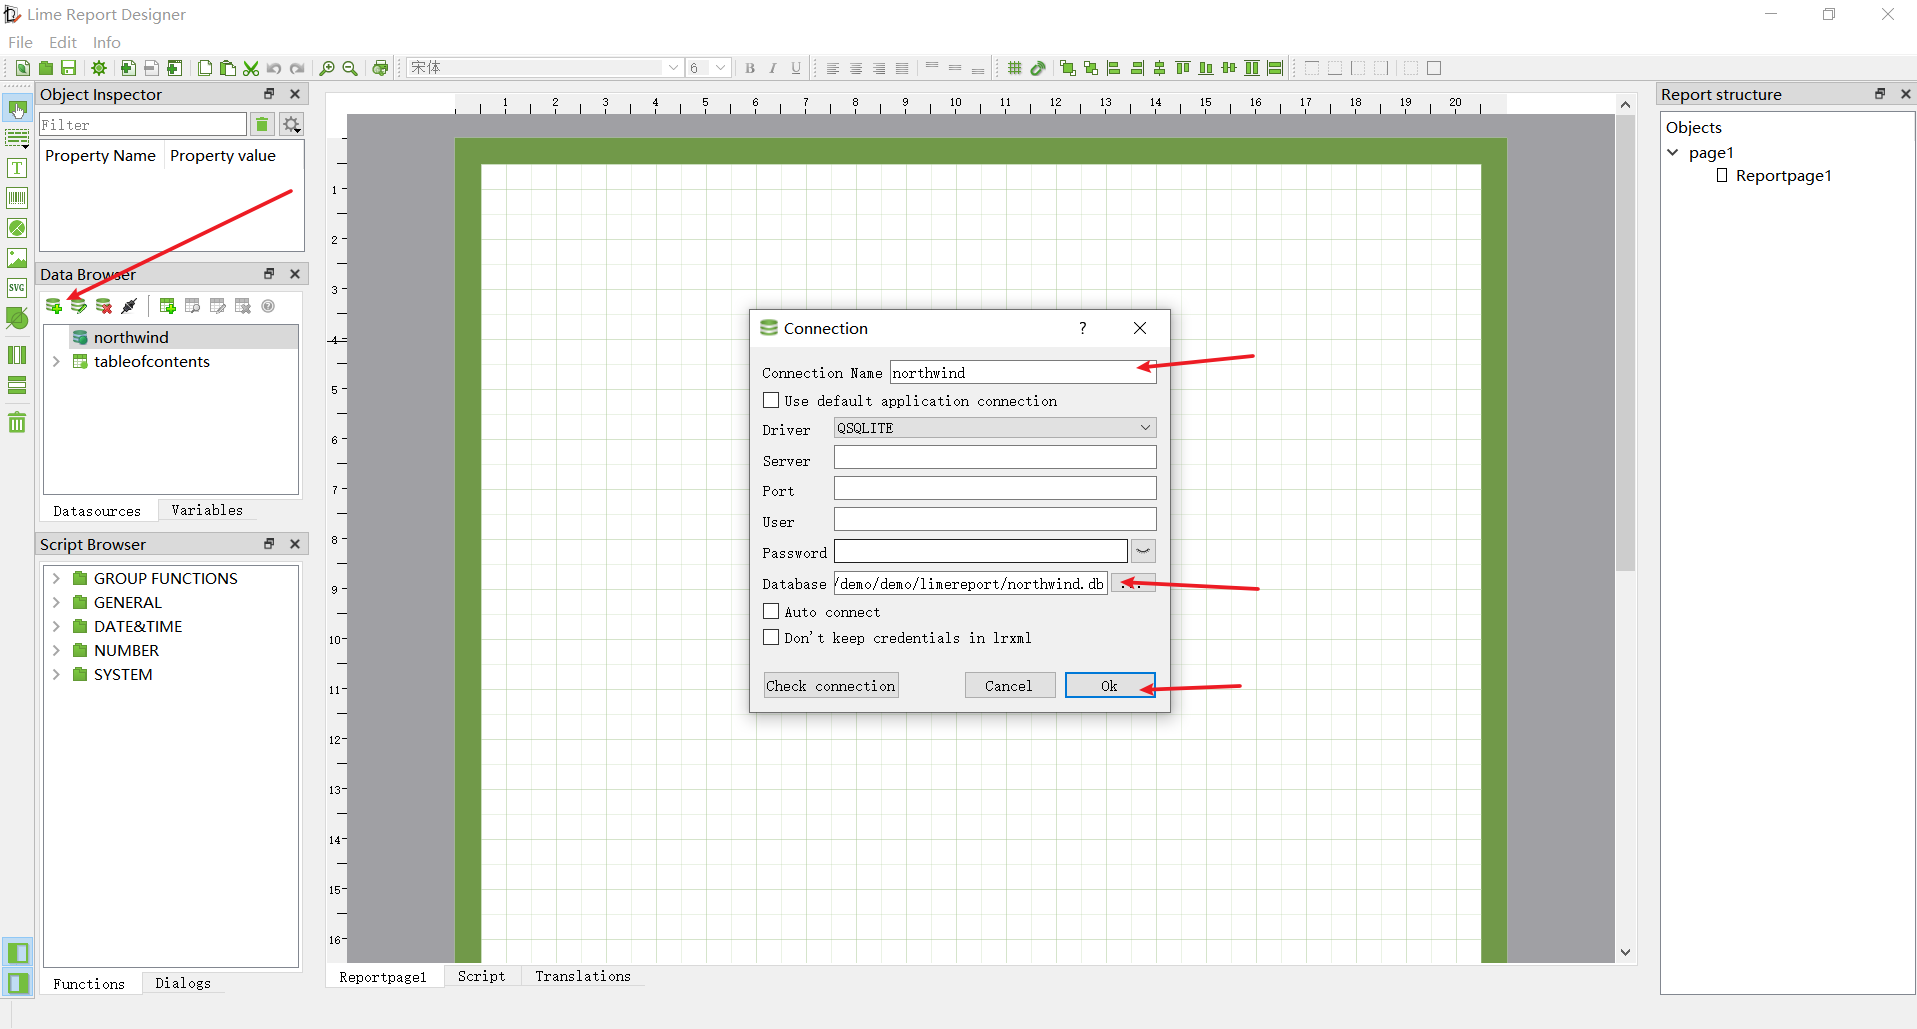 Lime Report Designer
File Edit Info
宋体 6 B I U
Object Inspector
Filter
Property Name Property value
Data Browser
northwind
tableofcontents
Datasources Variables
Script Browser
GROUP FUNCTIONS
GENERAL
DATE&TIME
NUMBER
SYSTEM
Functions Dialogs
T
SVG
1 2 3 4 5 6 7 8 9 10 11 12 13 14 15 16 17 18 19 20
1
2
3
4
5
6
7
8
9
10
11
12
13
14
15
16
Connection ?
Connection Name northwind
Use default application connection
Driver QSQLITE
Server
Port
User
Password
Database /demo/demo/limereport/northwind.db ...
Auto connect
Don't keep credentials in lrxml
Check connection Cancel Ok
Reportpage1 Script Translations
Report structure
Objects
page1
Reportpage1